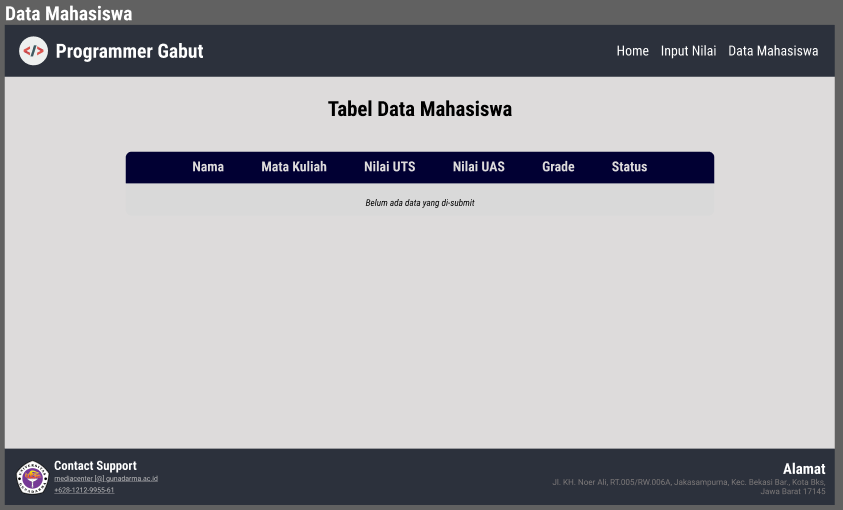 Data Mahasiswa
</> Programmer Gabut
Home Input Nilai Data Mahasiswa
Tabel Data Mahasiswa
Nama Mata Kuliah Nilai UTS Nilai UAS Grade Status
Belum ada data yang di-submit
Contact Support
mediacenter [@] gunadarma.ac.id
+628-1212-9955-61
Alamat
Jl. KH. Noer Ali, RT.005/RW.006A, Jakasampurna, Kec. Bekasi Bar., Kota Bks,
Jawa Barat 17145